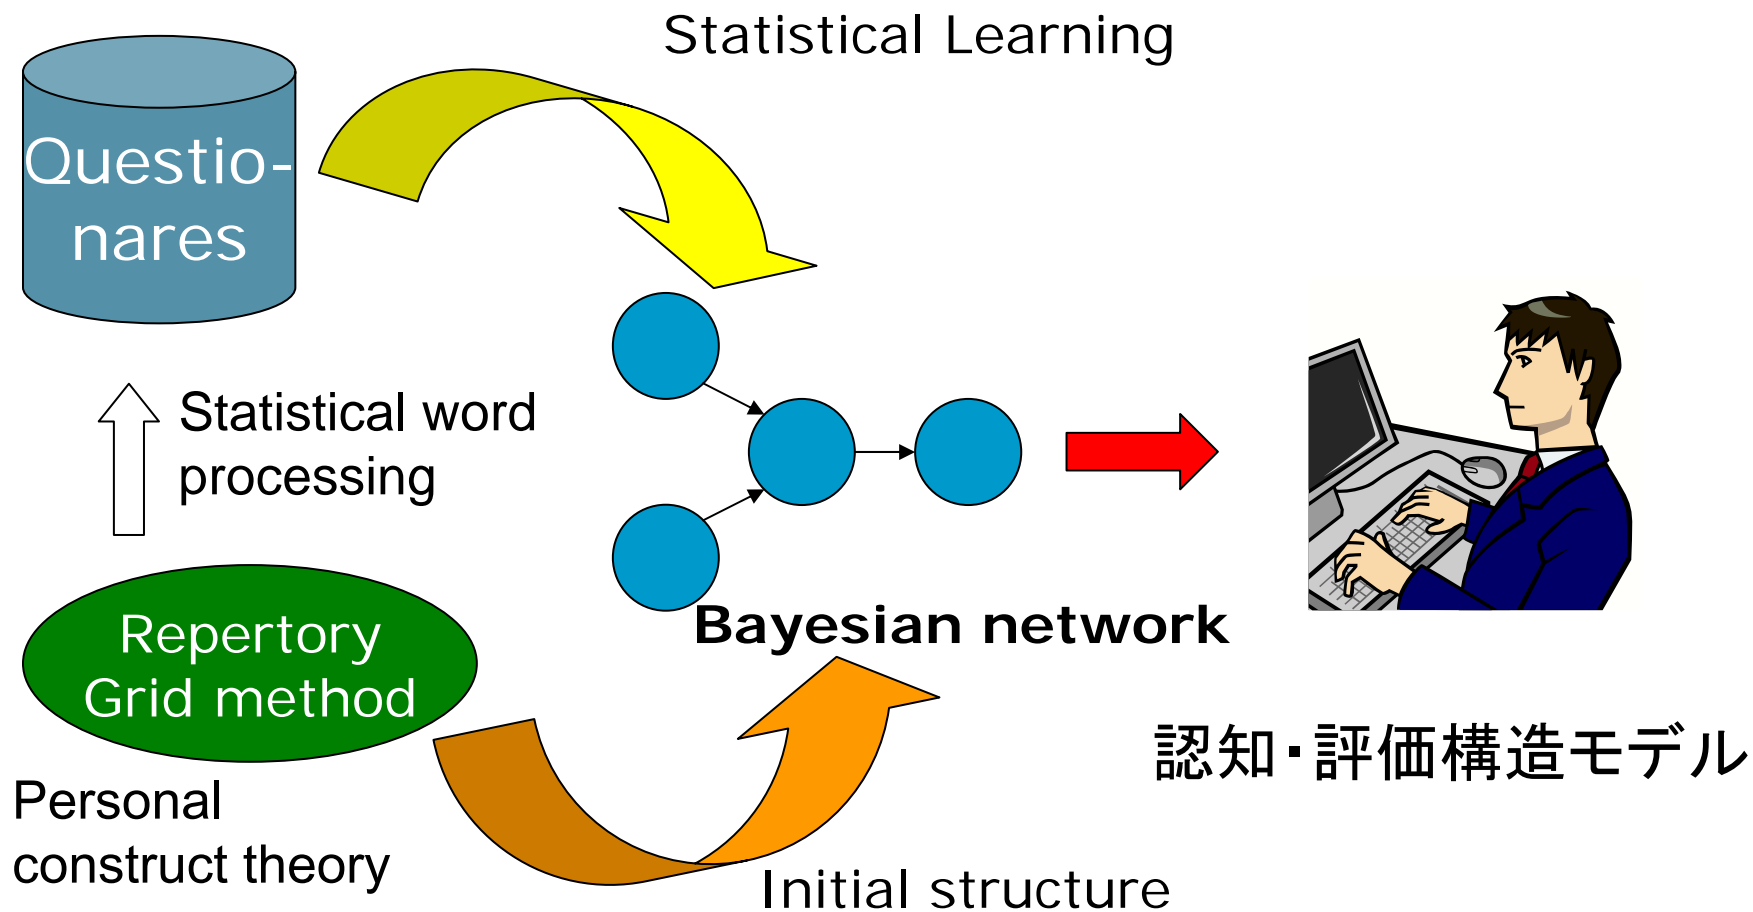 Statistical Learning
Questio-
nares
Statistical word
processing
Repertory
Grid method
Personal
construct theory
Bayesian network
認知・評価構造モデル
Initial structure